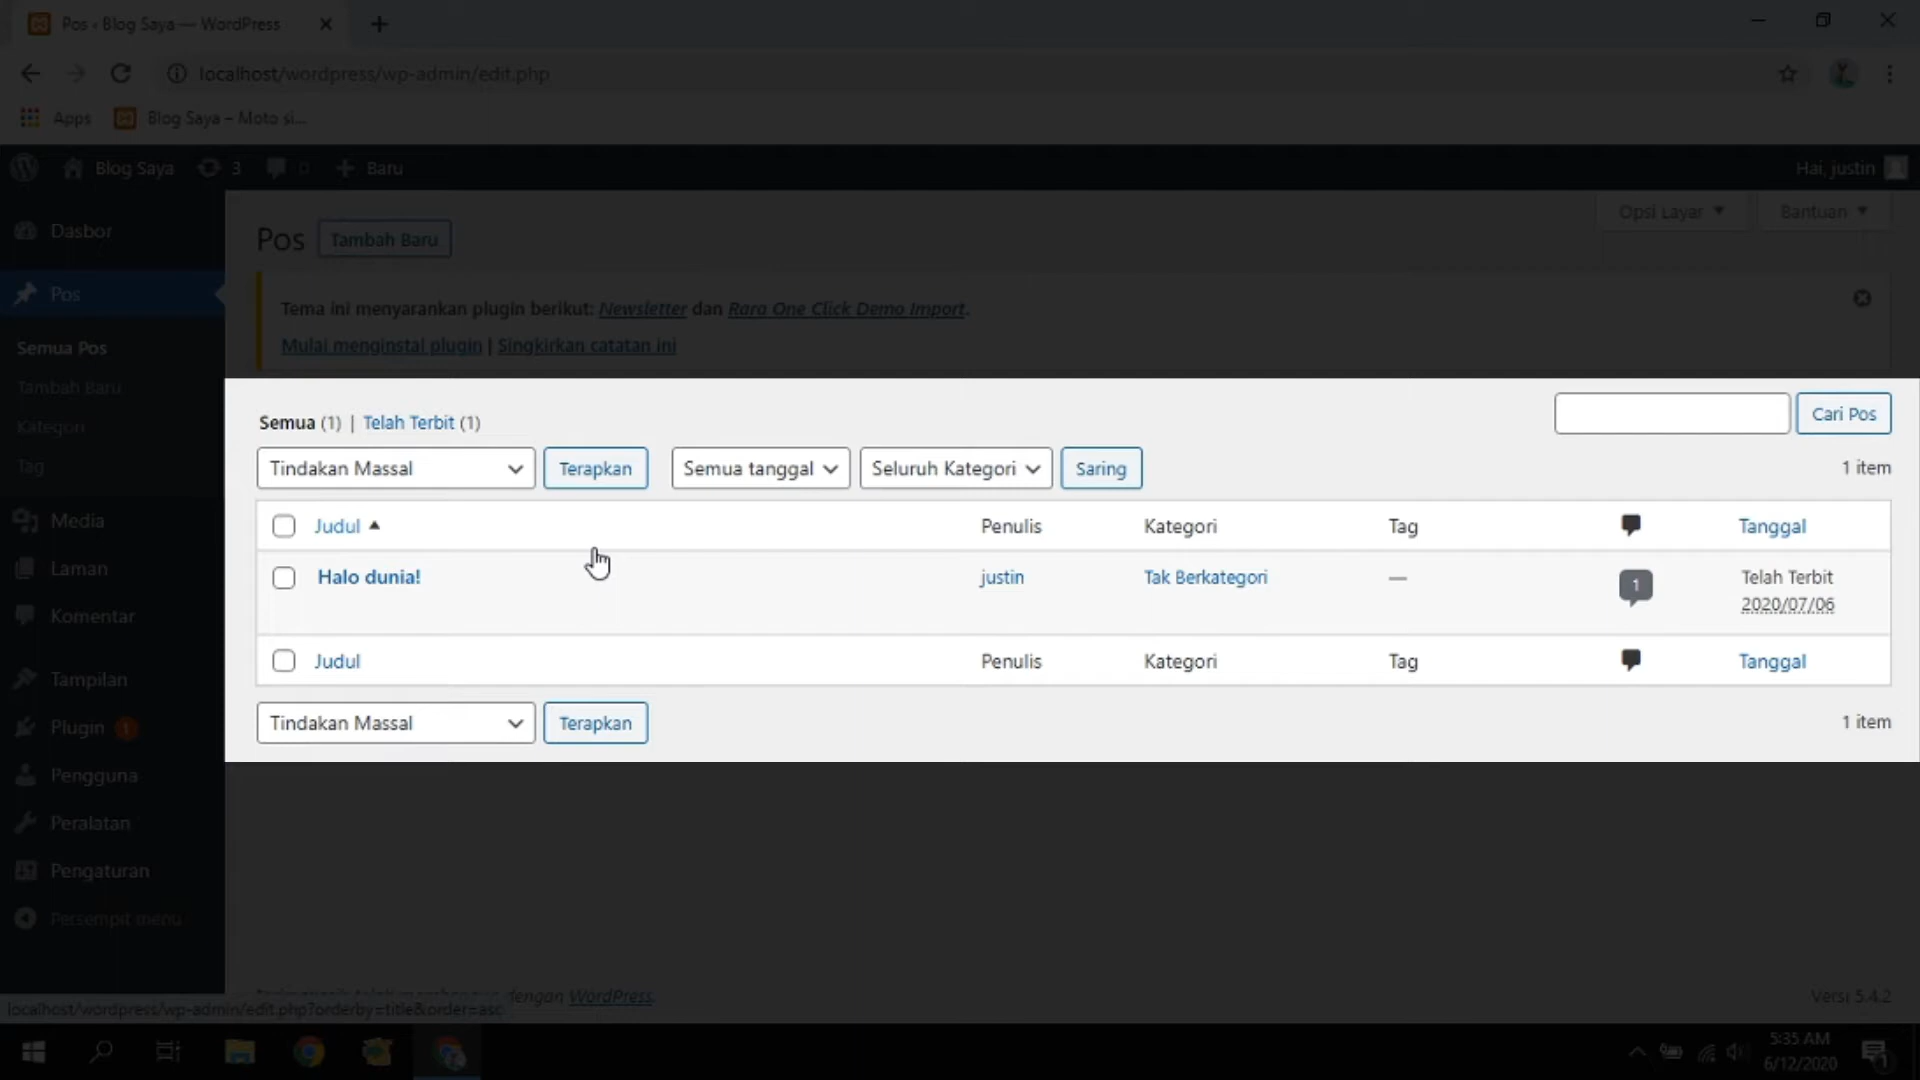 Pos ‹ Blog Saya — WordPress
localhost/wordpress/wp-admin/edit.php
Apps Blog Saya – Moto si...
Blog Saya 3 0 + Baru Hai, justin
Dasbor
Pos
Semua Pos
Tambah Baru
Kategori
Tag
Media
Laman
Komentar
Tampilan
Plugin 1
Pengguna
Peralatan
Pengaturan
Persempit menu
Opsi Layar Bantuan
Pos Tambah Baru
Tema ini menyarankan plugin berikut: Newsletter dan Rara One Click Demo Import.
Mulai menginstal plugin | Singkirkan catatan ini
Semua (1) | Telah Terbit (1)
Cari Pos
Tindakan Massal Terapkan Semua tanggal Seluruh Kategori Saring 1 item
Judul Penulis Kategori Tag Tanggal
Halo dunia! justin Tak Berkategori — 1 Telah Terbit
2020/07/06
Judul Penulis Kategori Tag Tanggal
Tindakan Massal Terapkan 1 item
dengan WordPress.
Versi 5.4.2
localhost/wordpress/wp-admin/edit.php?orderby=title&order=asc
5:35 AM
6/12/2020